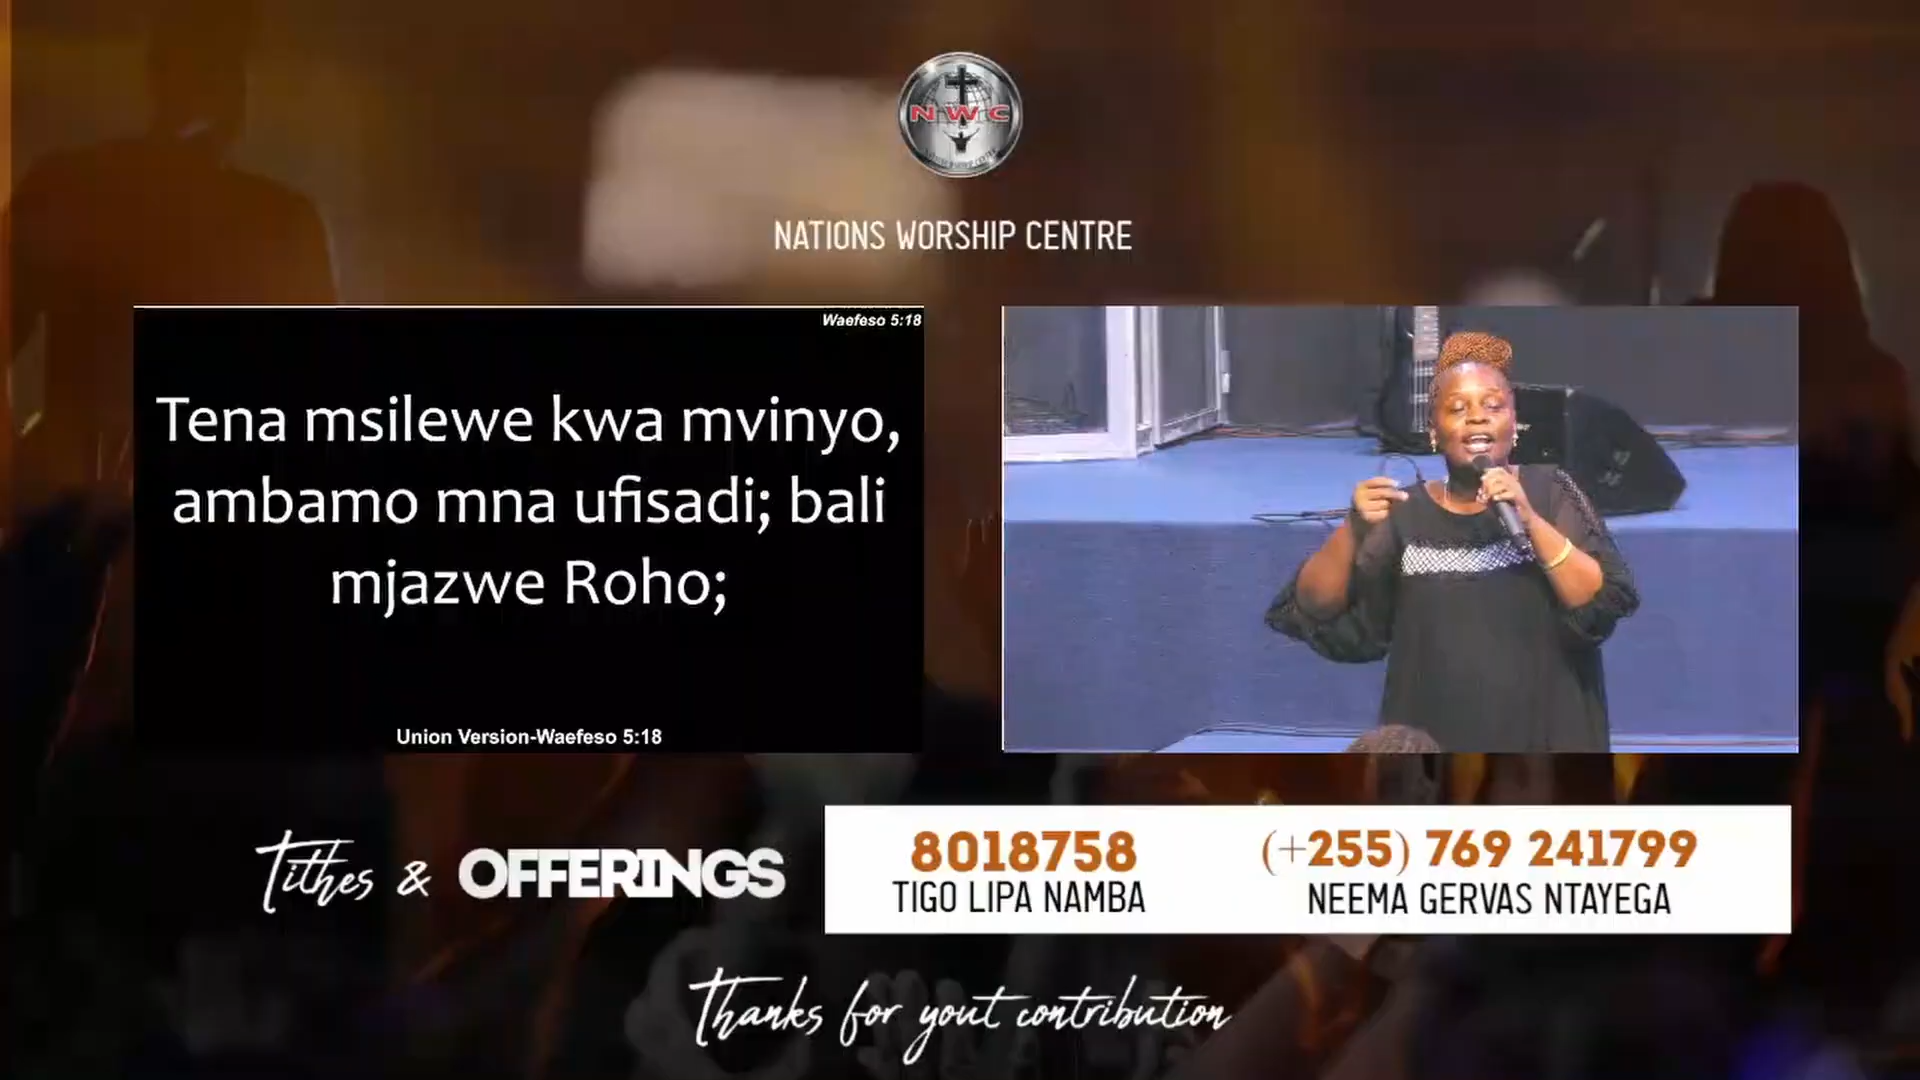 NWC
NATIONS WORSHIP CENTRE
Waefeso 5:18
Tena msilewe kwa mvinyo,
ambamo mna ufisadi; bali
mjazwe Roho;
Union Version-Waefeso 5:18
Tithes & OFFERINGS
8018758
TIGO LIPA NAMBA
(+255) 769 241799
NEEMA GERVAS NTAYEGA
Thanks for yout contribution